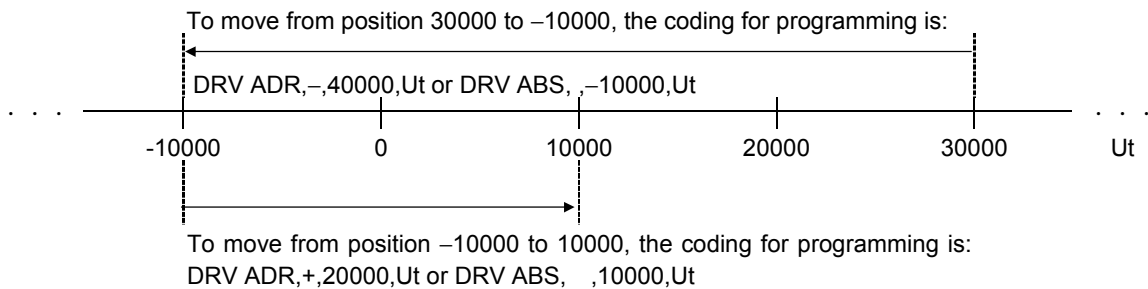 To move from position 30000 to −10000, the coding for programming is:
DRV ADR,−,40000,Ut or DRV ABS, ,−10000,Ut
. . . . . .
-10000 0 10000 20000 30000 Ut
To move from position −10000 to 10000, the coding for programming is:
DRV ADR,+,20000,Ut or DRV ABS, ,10000,Ut